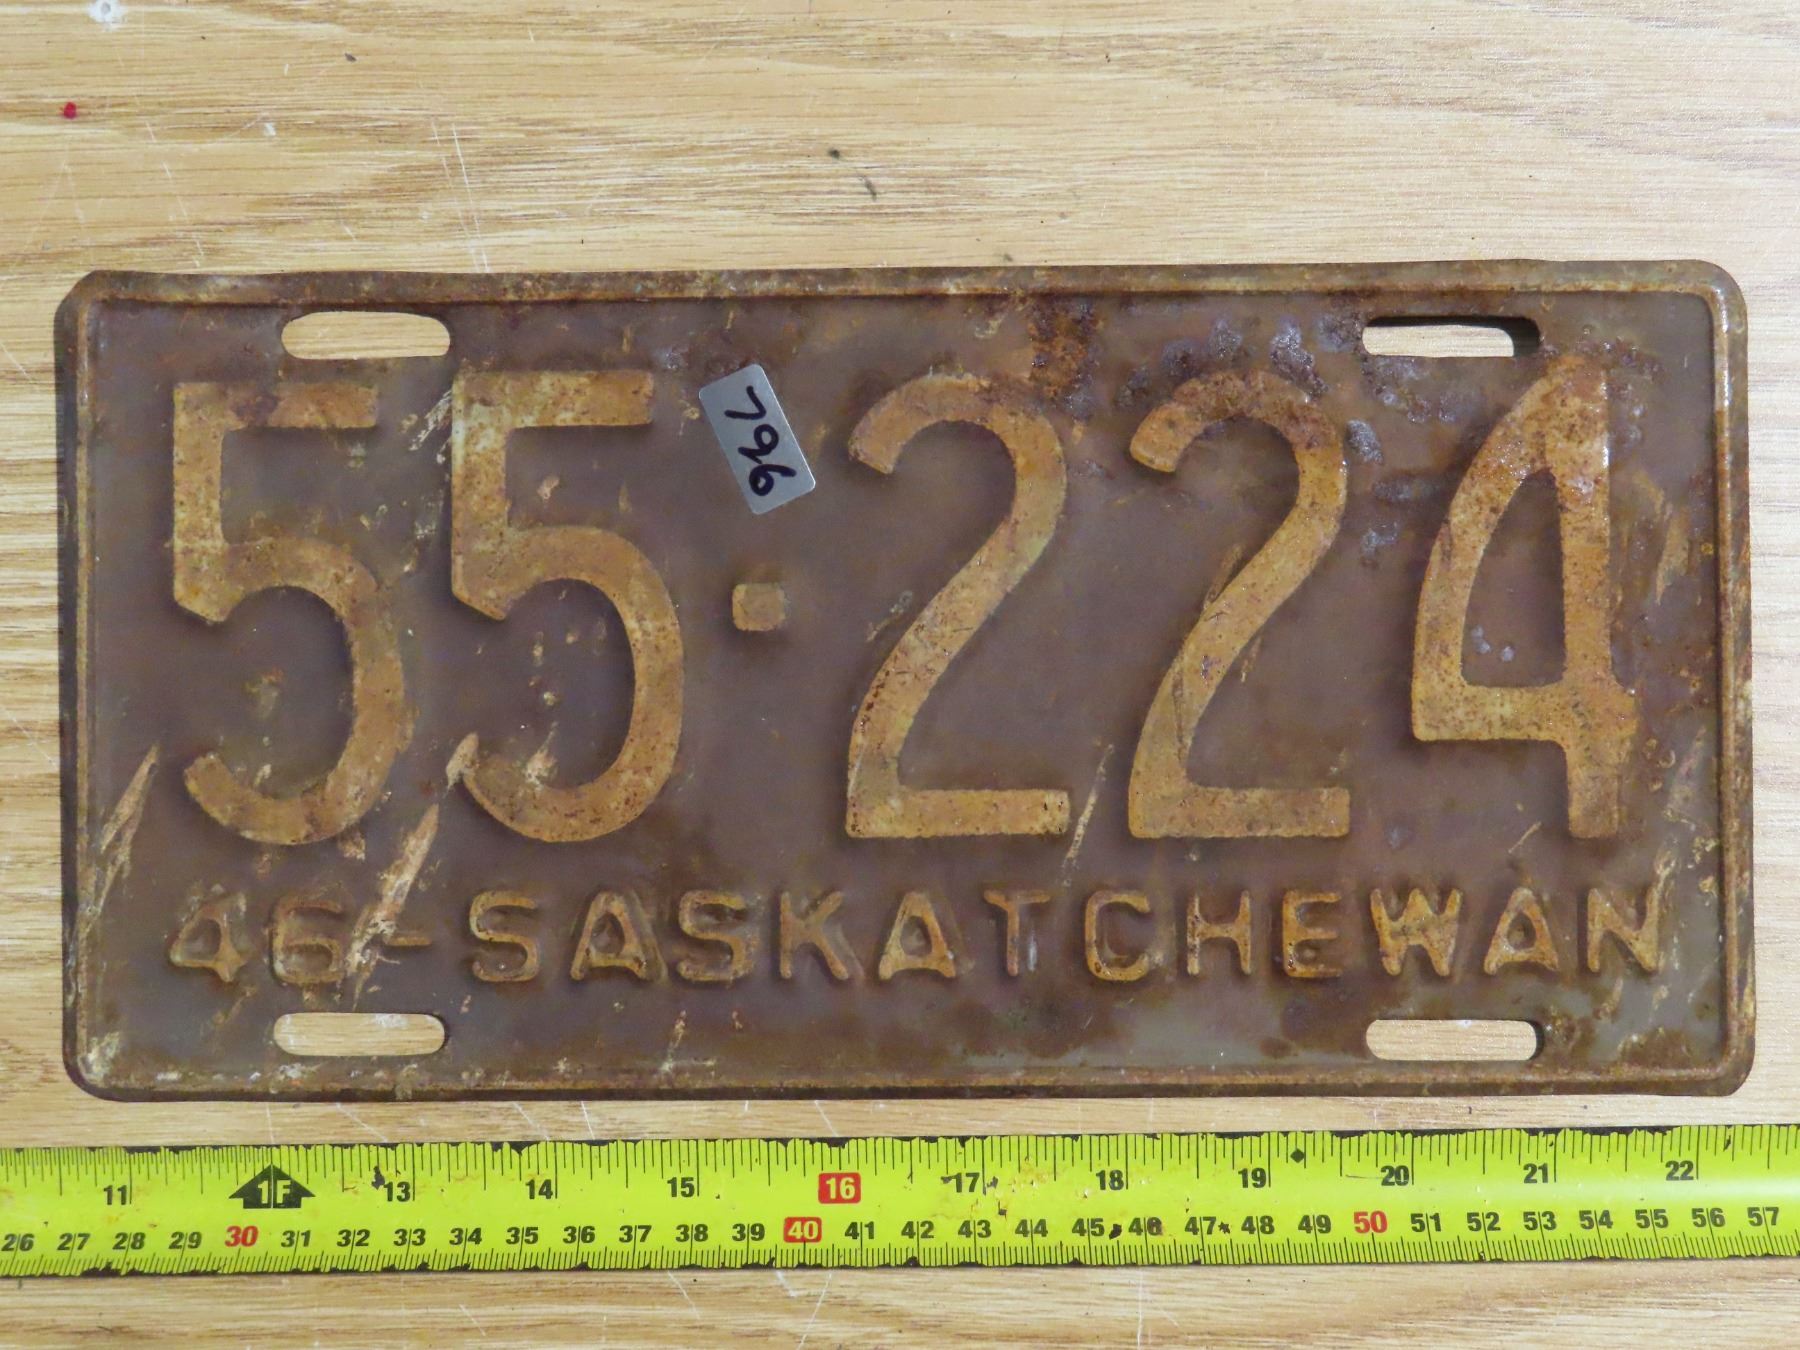 55·224
796
46-SASKATCHEWAN
11 1F 13 14 15 16 17 18 19 20 21 22
26 27 28 29 30 31 32 33 34 35 36 37 38 39 40 41 42 43 44 45 46 47 48 49 50 51 52 53 54 55 56 57